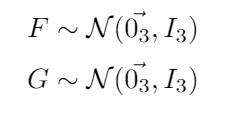 F ∼ 𝒩(0⃗₃, I₃)
G ∼ 𝒩(0⃗₃, I₃)